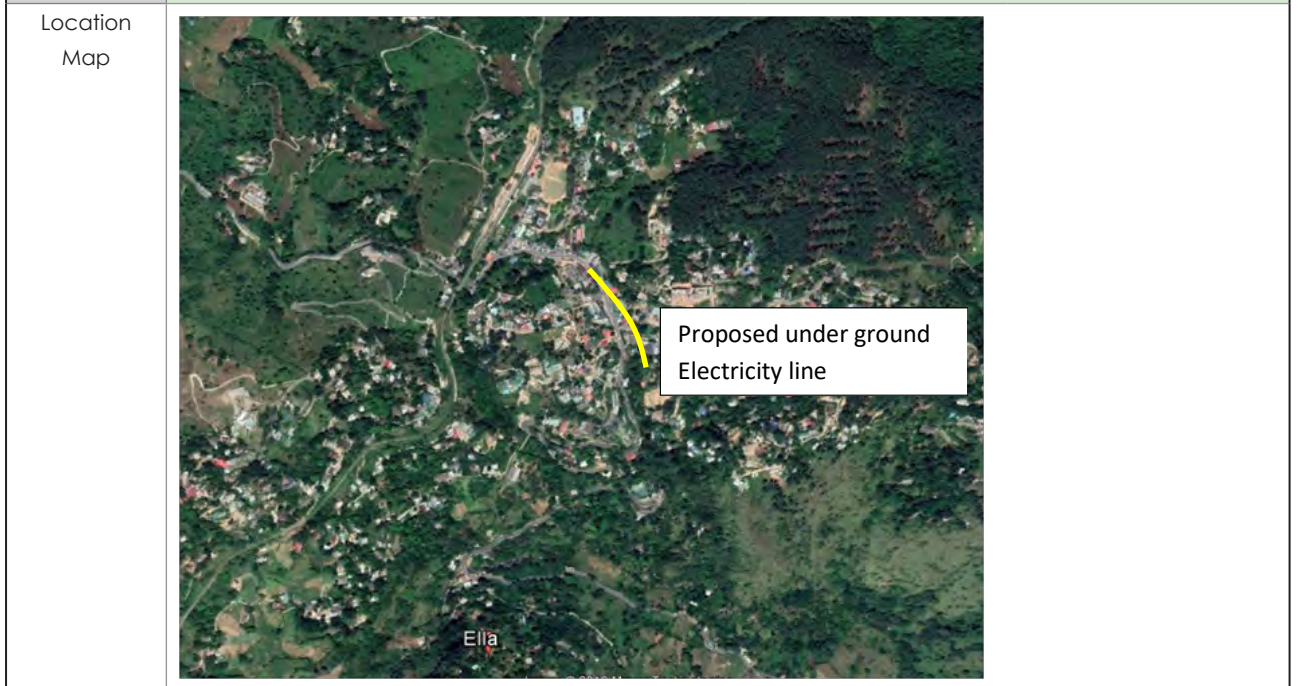 Location
Map
Proposed under ground
Electricity line
Ella